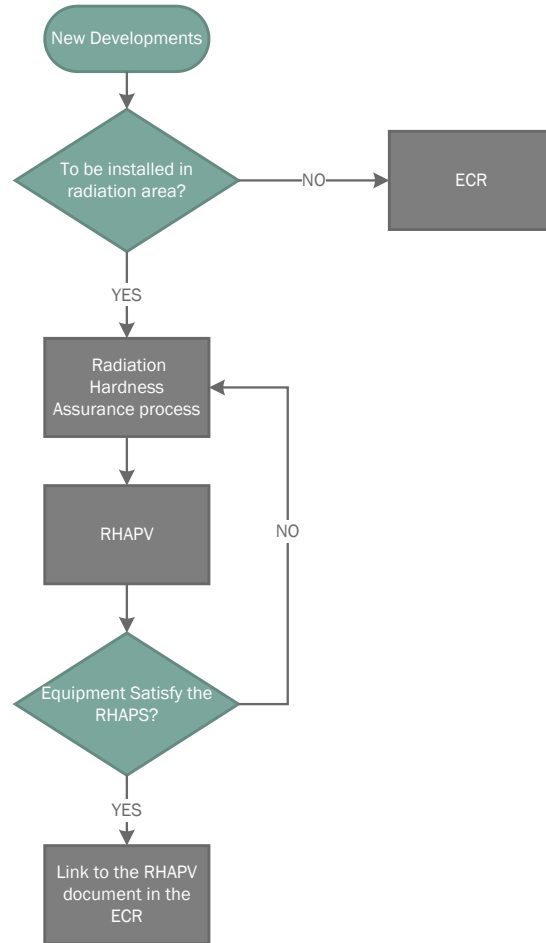 New Developments
To be installed in
radiation area?
NO
ECR
YES
Radiation
Hardness
Assurance process
RHAPV
NO
Equipment Satisfy the
RHAPS?
YES
Link to the RHAPV
document in the
ECR